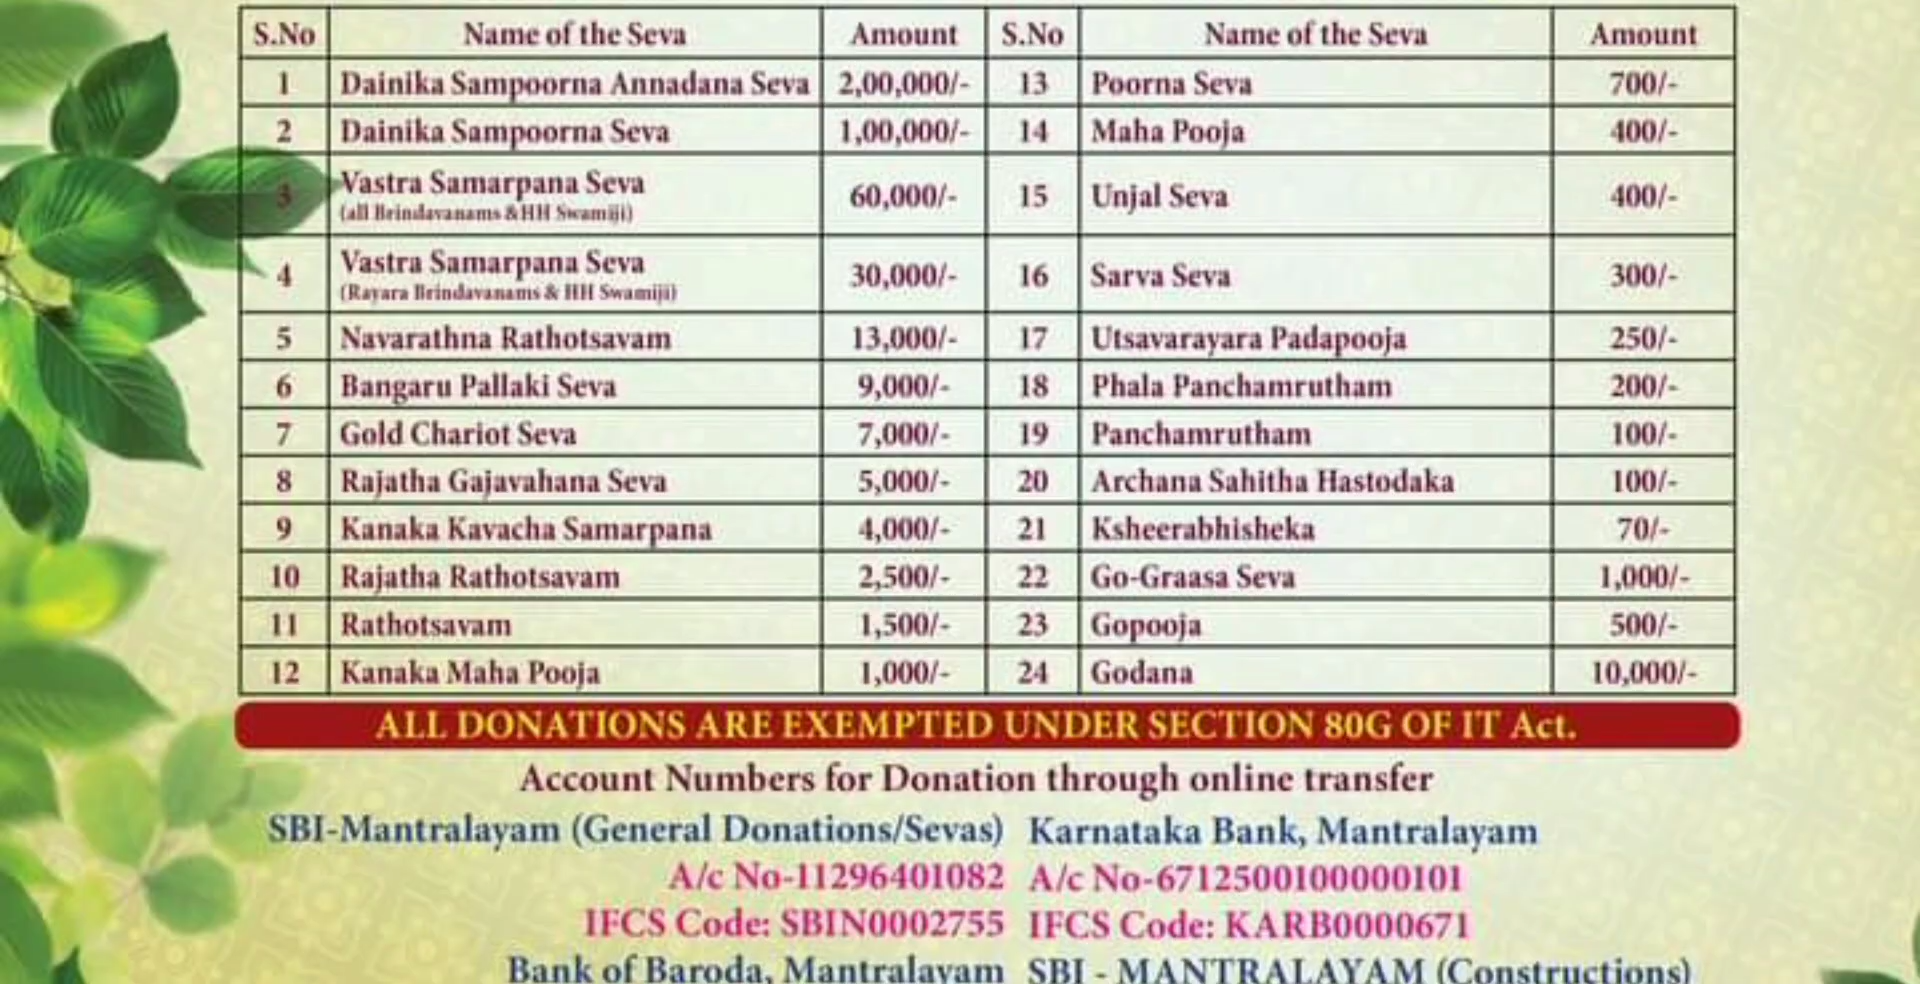 S.No Name of the Seva Amount S.No Name of the Seva Amount
1 Dainika Sampoorna Annadana Seva 2,00,000/- 13 Poorna Seva 700/-
2 Dainika Sampoorna Seva 1,00,000/- 14 Maha Pooja 400/-
3 Vastra Samarpana Seva 60,000/- 15 Unjal Seva 400/-
(all Brindavanams &HH Swamiji)
4 Vastra Samarpana Seva 30,000/- 16 Sarva Seva 300/-
(Rayara Brindavanams & HH Swamiji)
5 Navarathna Rathotsavam 13,000/- 17 Utsavarayara Padapooja 250/-
6 Bangaru Pallaki Seva 9,000/- 18 Phala Panchamrutham 200/-
7 Gold Chariot Seva 7,000/- 19 Panchamrutham 100/-
8 Rajatha Gajavahana Seva 5,000/- 20 Archana Sahitha Hastodaka 100/-
9 Kanaka Kavacha Samarpana 4,000/- 21 Ksheerabhisheka 70/-
10 Rajatha Rathotsavam 2,500/- 22 Go-Graasa Seva 1,000/-
11 Rathotsavam 1,500/- 23 Gopooja 500/-
12 Kanaka Maha Pooja 1,000/- 24 Godana 10,000/-
ALL DONATIONS ARE EXEMPTED UNDER SECTION 80G OF IT Act.
Account Numbers for Donation through online transfer
SBI-Mantralayam (General Donations/Sevas) Karnataka Bank, Mantralayam
A/c No-11296401082 A/c No-6712500100000101
IFCS Code: SBIN0002755 IFCS Code: KARB0000671
Bank of Baroda, Mantralayam SBI - MANTRALAYAM (Constructions)